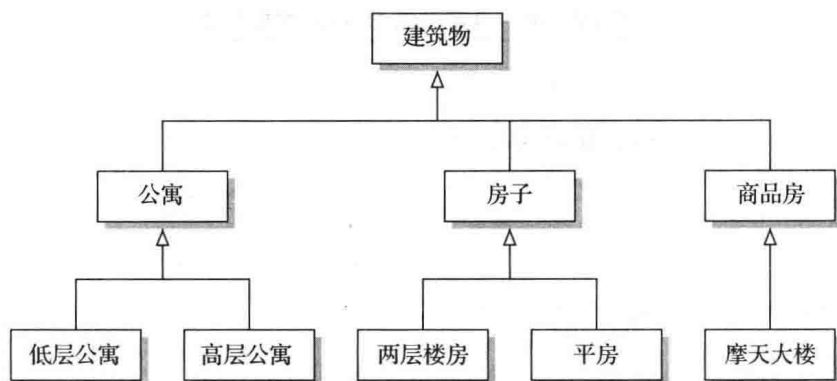 建筑物
公寓
房子
商品房
低层公寓
高层公寓
两层楼房
平房
摩天大楼